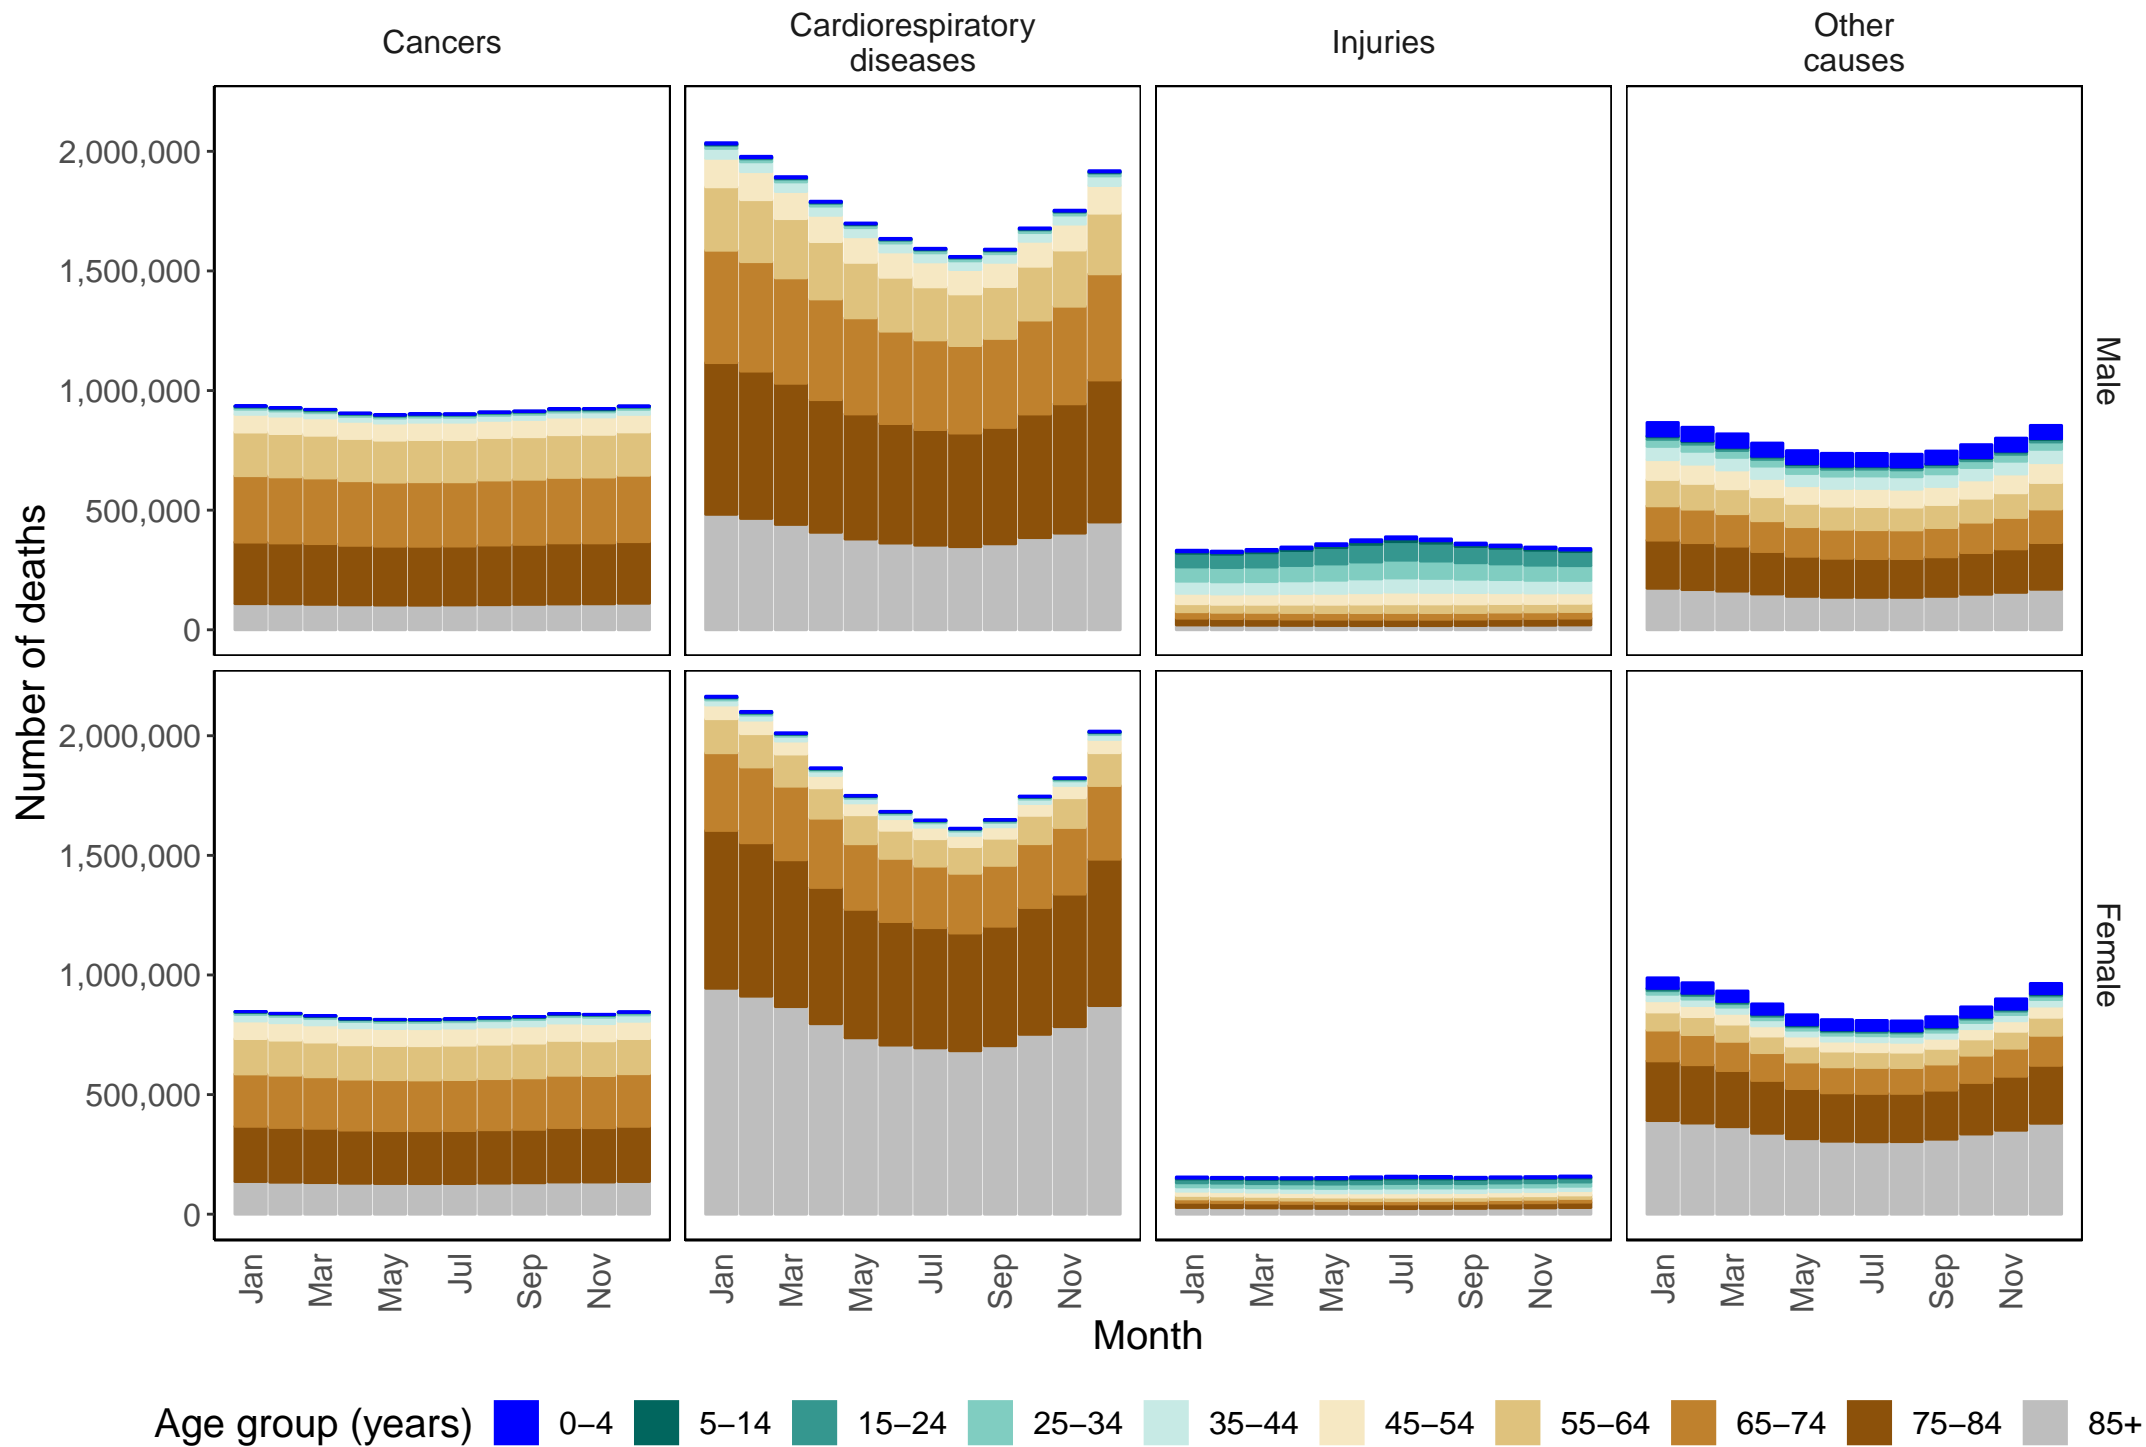 Cancers
Cardiorespiratory
diseases
Injuries
Other
causes
2,000,000
1,500,000
1,000,000
500,000
0
Male
2,000,000
1,500,000
1,000,000
500,000
0
Female
Number of deaths
Jan Mar May Jul Sep Nov
Jan Mar May Jul Sep Nov
Jan Mar May Jul Sep Nov
Jan Mar May Jul Sep Nov
Month
Age group (years) 0−4 5−14 15−24 25−34 35−44 45−54 55−64 65−74 75−84 85+